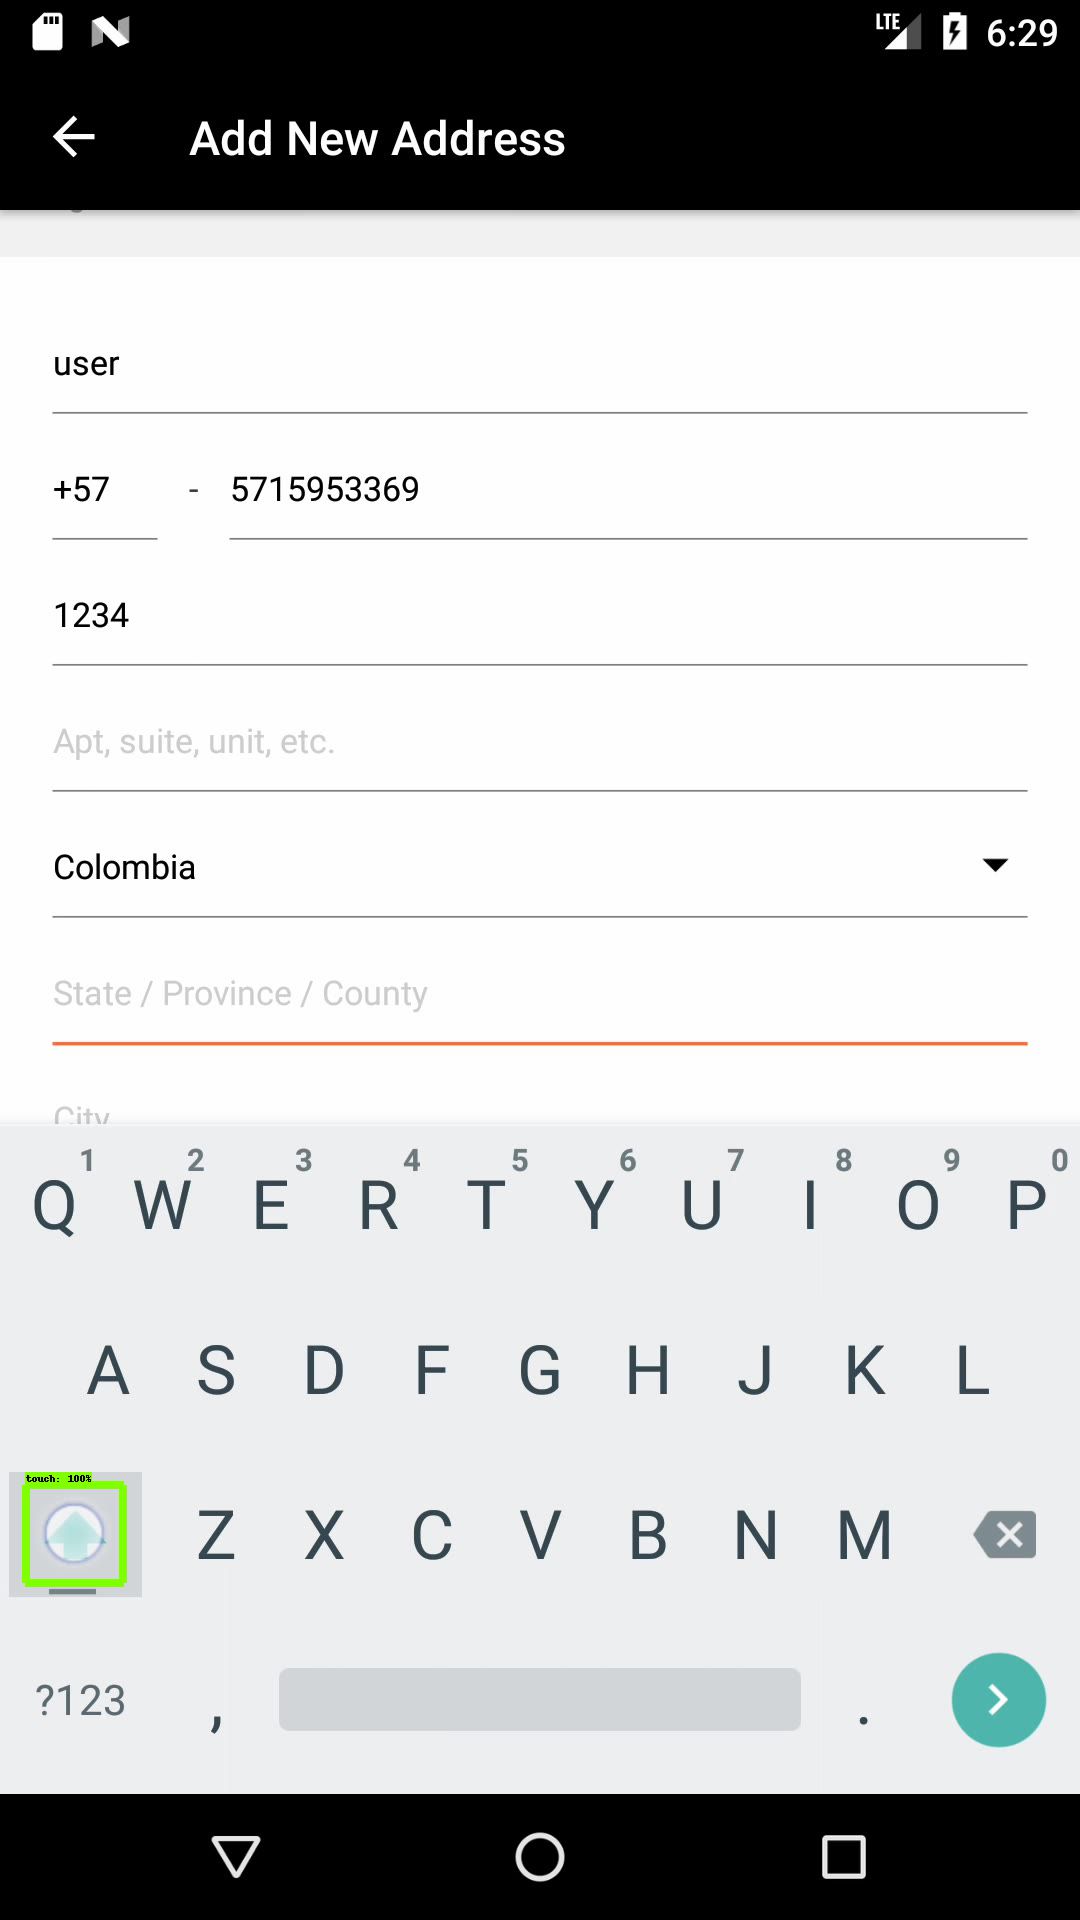 LTE 6:29
Add New Address
user
+57 - 5715953369
1234
Apt, suite, unit, etc.
Colombia
State / Province / County
City
1 2 3 4 5 6 7 8 9 0
Q W E R T Y U I O P
A S D F G H J K L
touch: 100%
Z X C V B N M
?123 , .